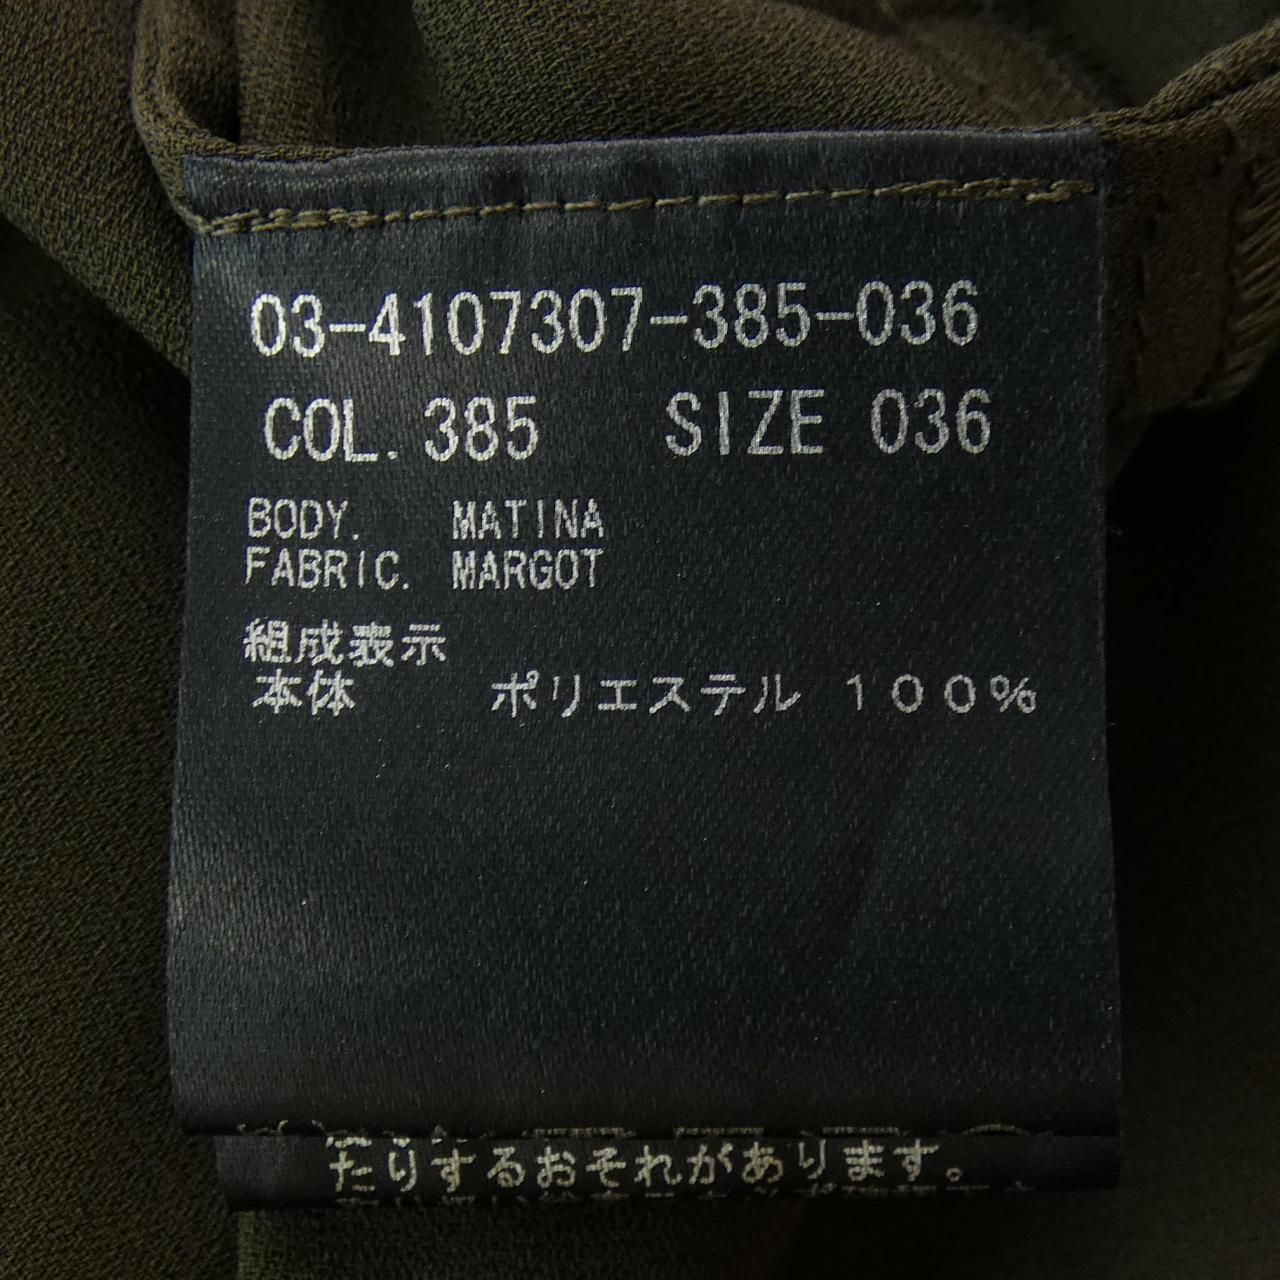 03-4107307-385-036
COL. 385 SIZE 036
BODY. MATINA
FABRIC. MARGOT
組成表示
本体 ポリエステル １００％
たりするおそれがあります。